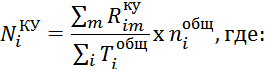 N_i^КУ = (∑_m R_im^ку / ∑_i T_i^общ) x n_i^общ, где: